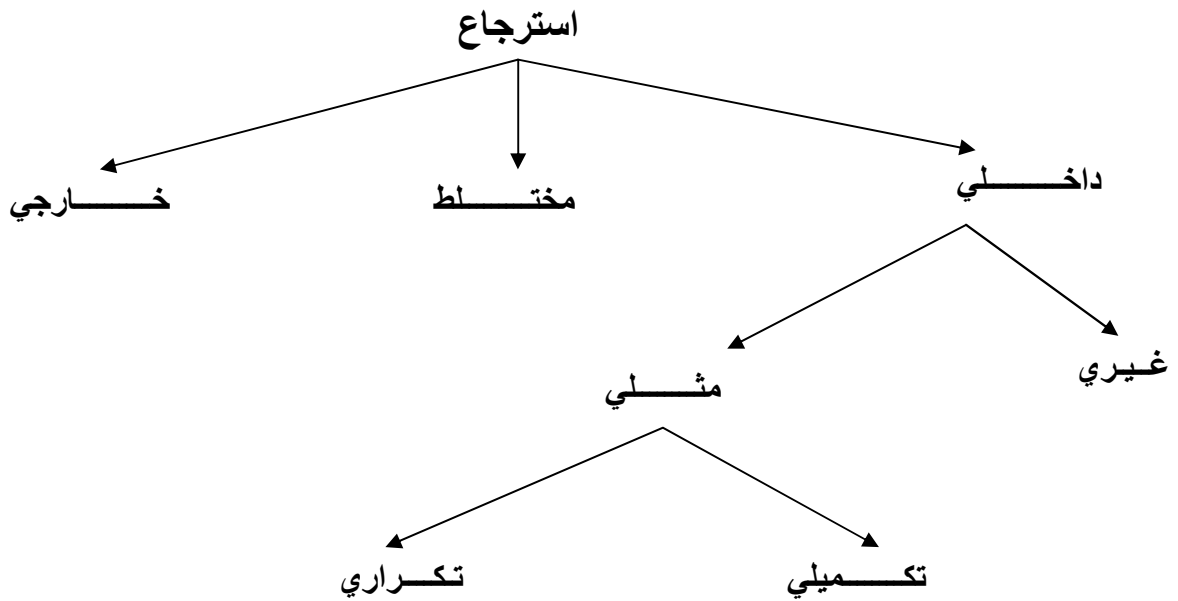 استرجاع
داخلي
مختلط
خارجي
غيري
مثلي
تكميلي
تكراري